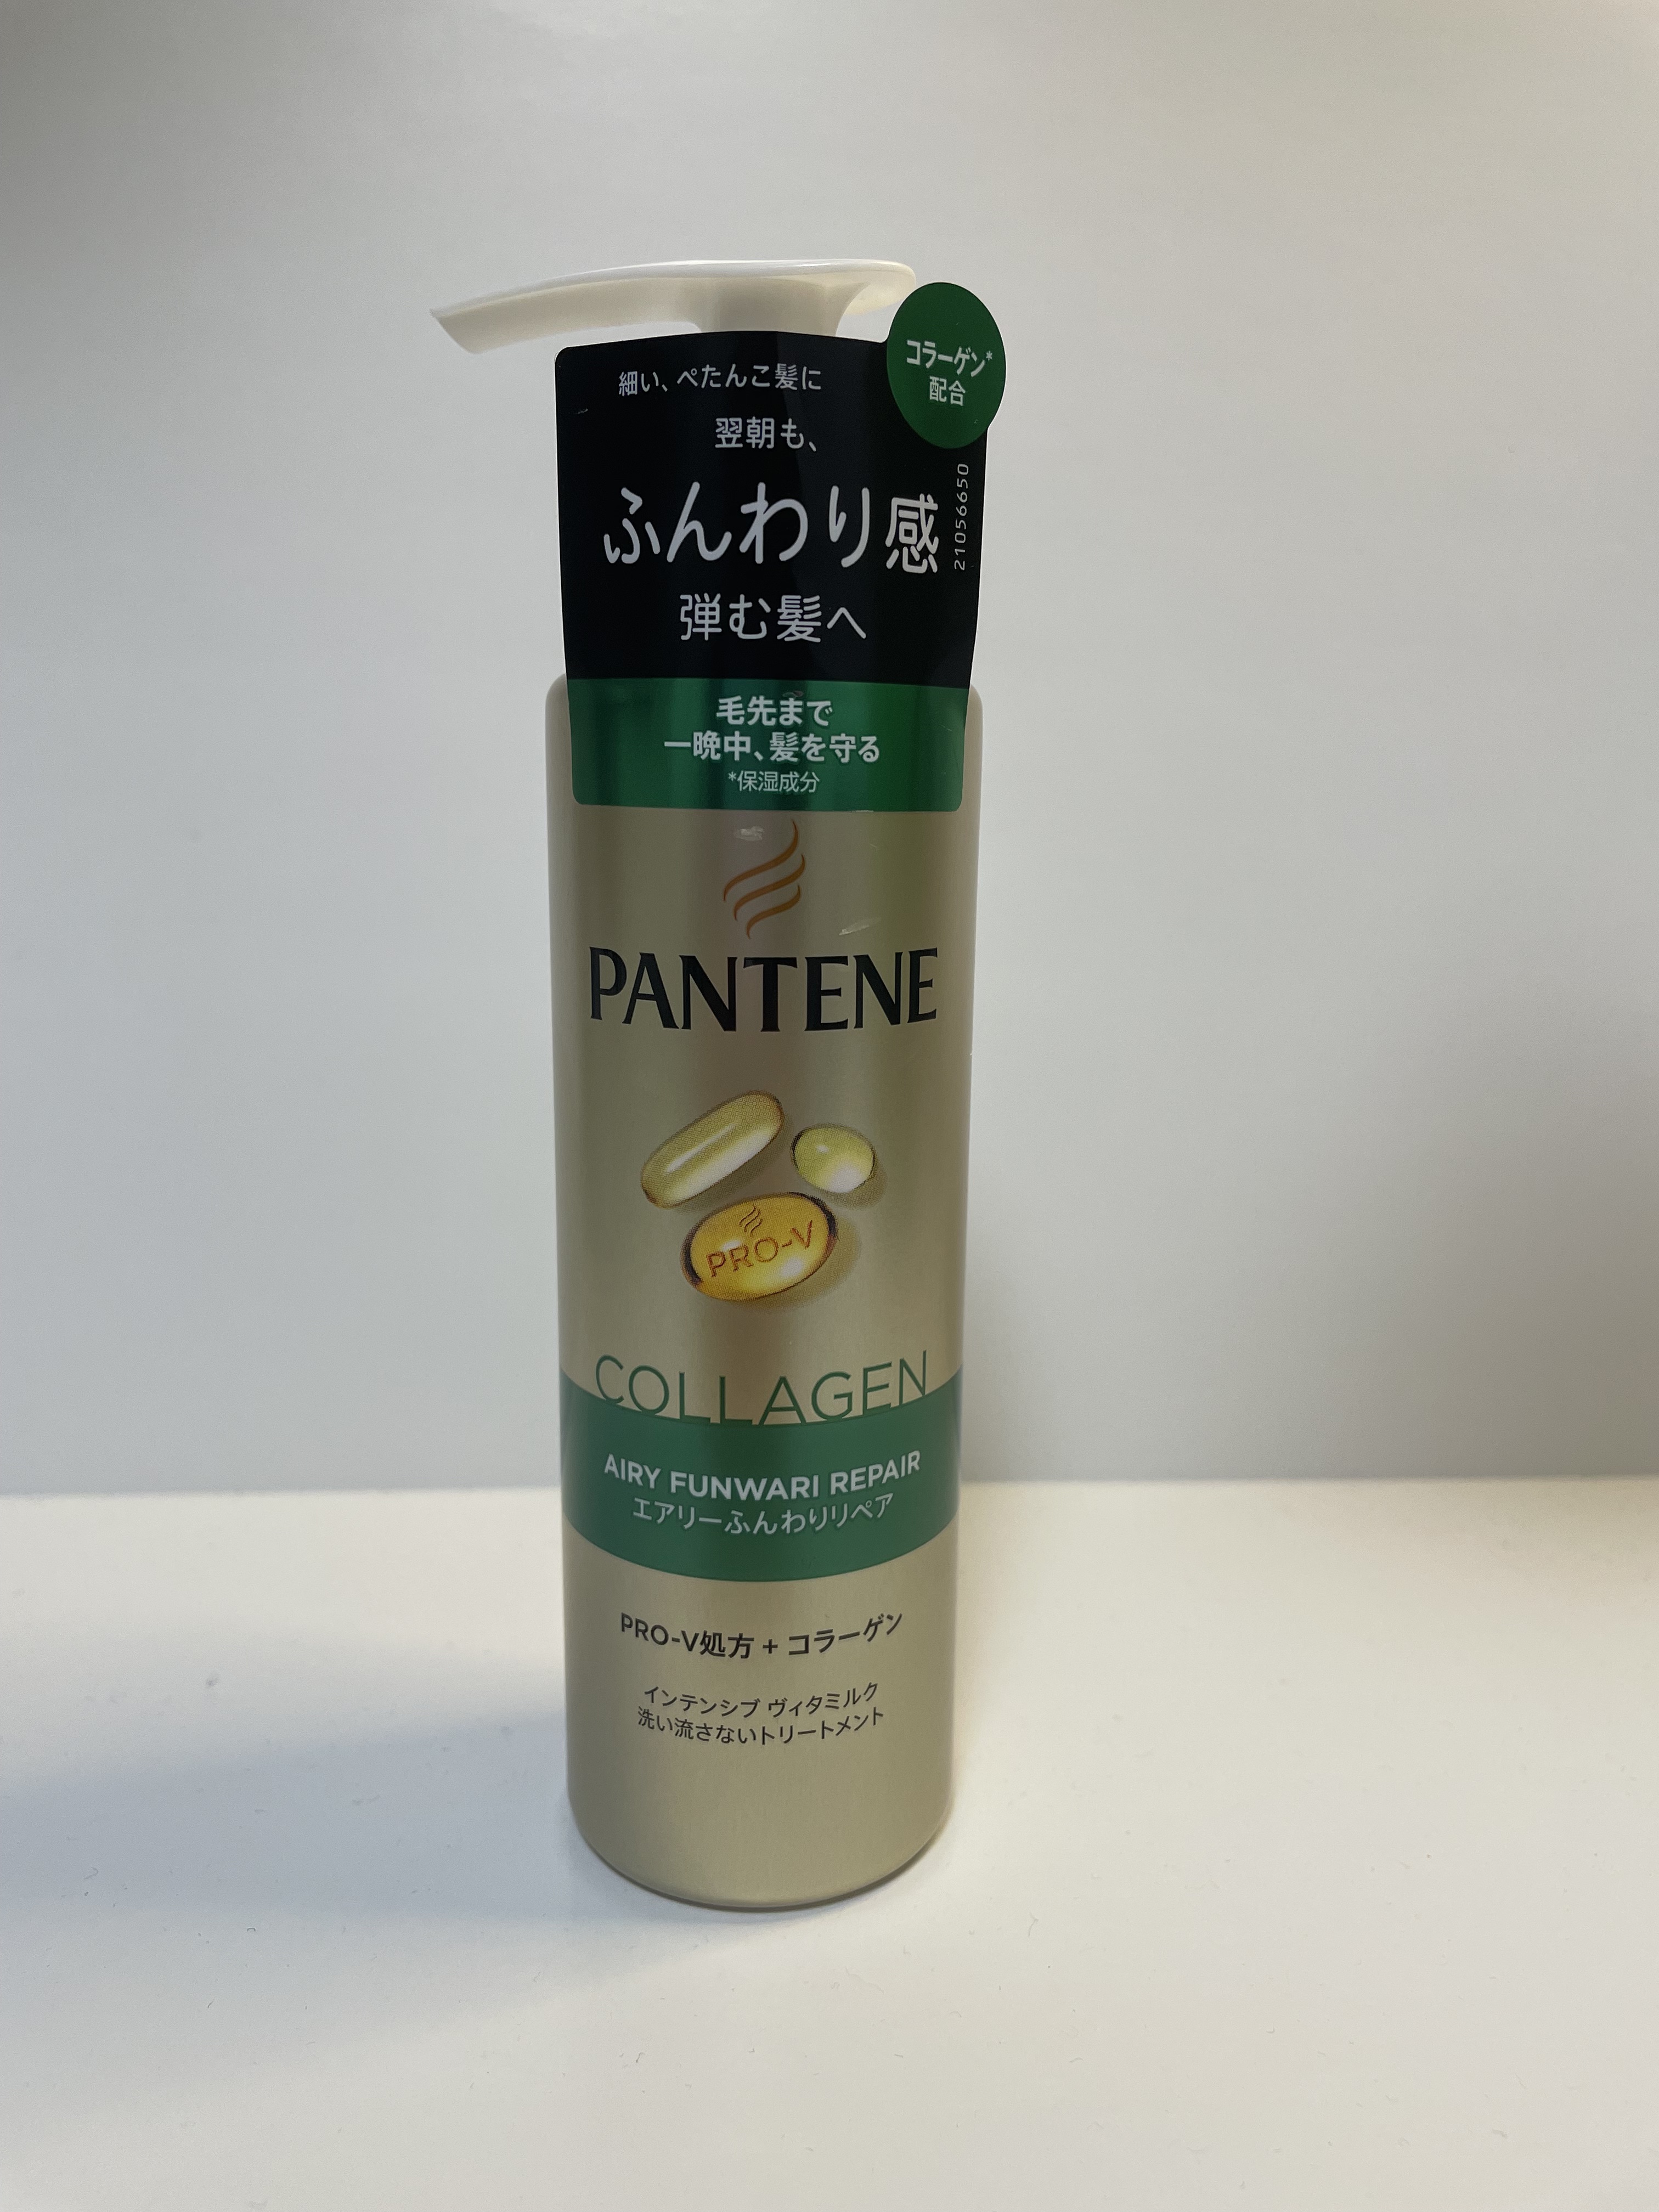 コラーゲン*
配合
細い、ぺたんこ髪に
翌朝も、
ふんわり感
弾む髪へ
21056650
毛先まで
一晩中、髪を守る
*保湿成分
PANTENE
PRO-V
COLLAGEN
AIRY FUNWARI REPAIR
エアリーふんわりリペア
PRO-V処方 + コラーゲン
インテンシブ ヴィタミルク
洗い流さないトリートメント